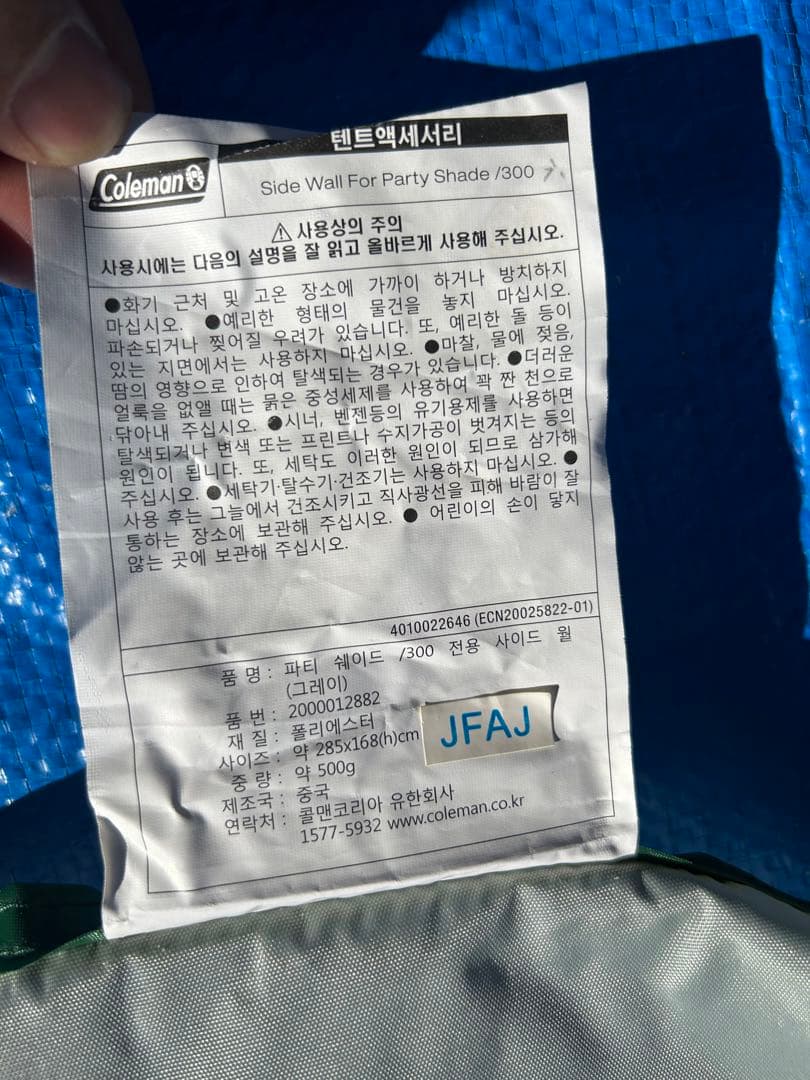 텐트액세서리
Coleman
Side Wall For Party Shade /300
⚠ 사용상의 주의
사용시에는 다음의 설명을 잘 읽고 올바르게 사용해 주십시오.
●화기 근처 및 고온 장소에 가까이 하거나 방치하지
마십시오. ●예리한 형태의 물건을 놓지 마십시오.
파손되거나 찢어질 우려가 있습니다. 또, 예리한 돌 등이
있는 지면에서는 사용하지 마십시오. ●마찰, 물에 젖음,
땀의 영향으로 인하여 탈색되는 경우가 있습니다. ●더러운
얼룩을 없앨 때는 묽은 중성세제를 사용하여 꽉 짠 천으로
닦아내 주십시오. ●시너, 벤젠등의 유기용제를 사용하면
탈색되거나 변색 또는 프린트나 수지가공이 벗겨지는 등의
원인이 됩니다. 또, 세탁도 이러한 원인이 되므로 삼가해
주십시오. ●세탁기·탈수기·건조기는 사용하지 마십시오. ●
사용 후는 그늘에서 건조시키고 직사광선을 피해 바람이 잘
통하는 장소에 보관해 주십시오. ● 어린이의 손이 닿지
않는 곳에 보관해 주십시오.
4010022646 (ECN20025822-01)
품 명 : 파티 쉐이드 /300 전용 사이드 월
(그레이)
품 번 : 2000012882
재 질 : 폴리에스터
사이즈 : 약 285x168(h)cm
중 량 : 약 500g
제조국 : 중국
연락처 : 콜맨코리아 유한회사
1577-5932 www.coleman.co.kr
JFAJ